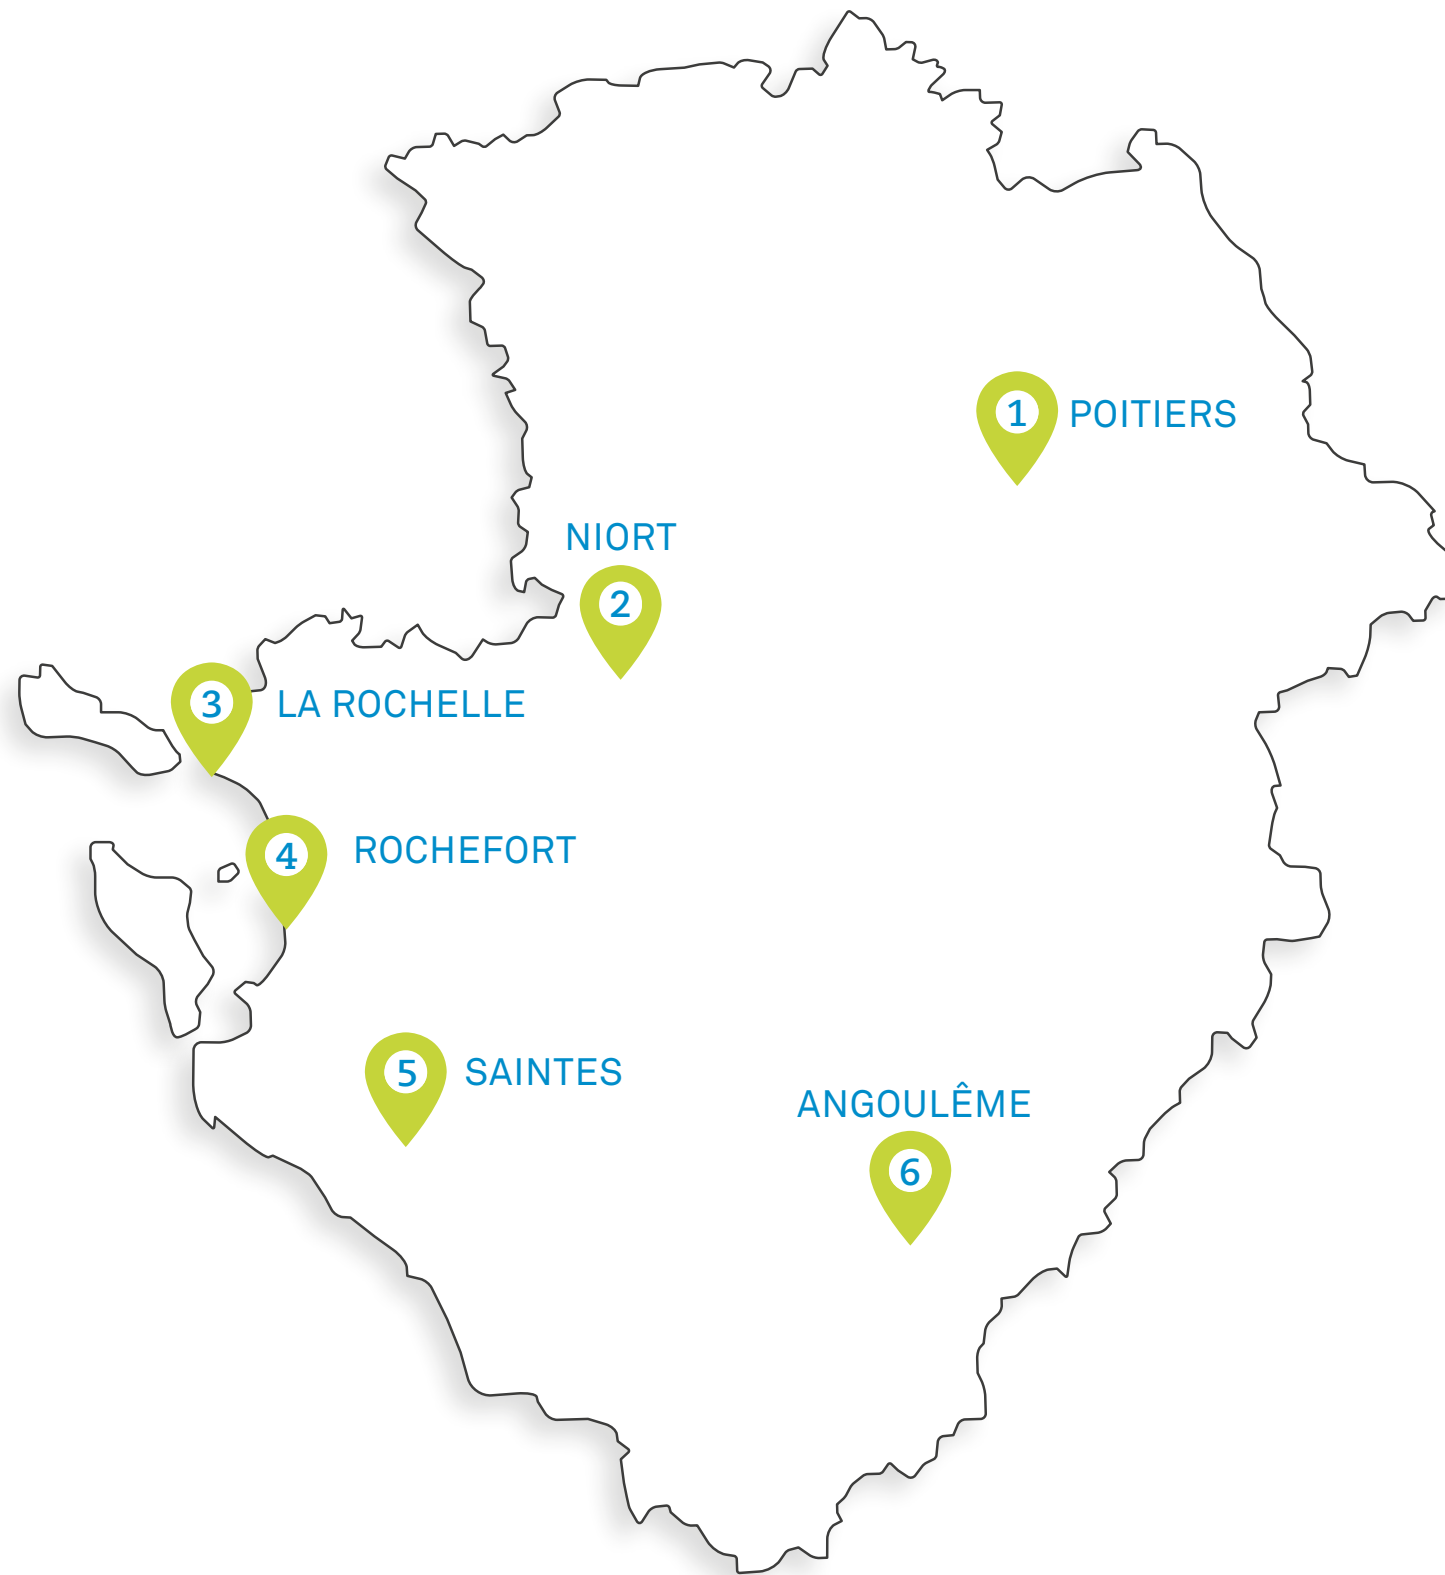 1 POITIERS
NIORT
2
3 LA ROCHELLE
4 ROCHEFORT
5 SAINTES
ANGOULÊME
6